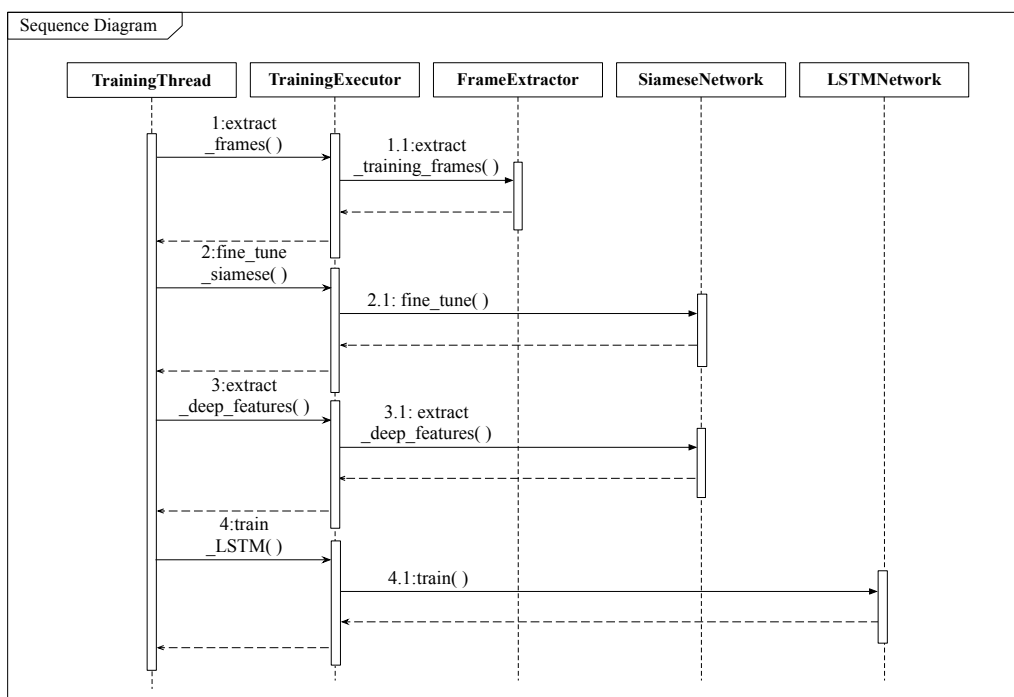 Sequence Diagram
TrainingThread
TrainingExecutor
FrameExtractor
SiameseNetwork
LSTMNetwork
1:extract
_frames( )
1.1:extract
_training_frames( )
2:fine_tune
_siamese( )
2.1: fine_tune( )
3:extract
_deep_features( )
3.1: extract
_deep_features( )
4:train
_LSTM( )
4.1:train( )